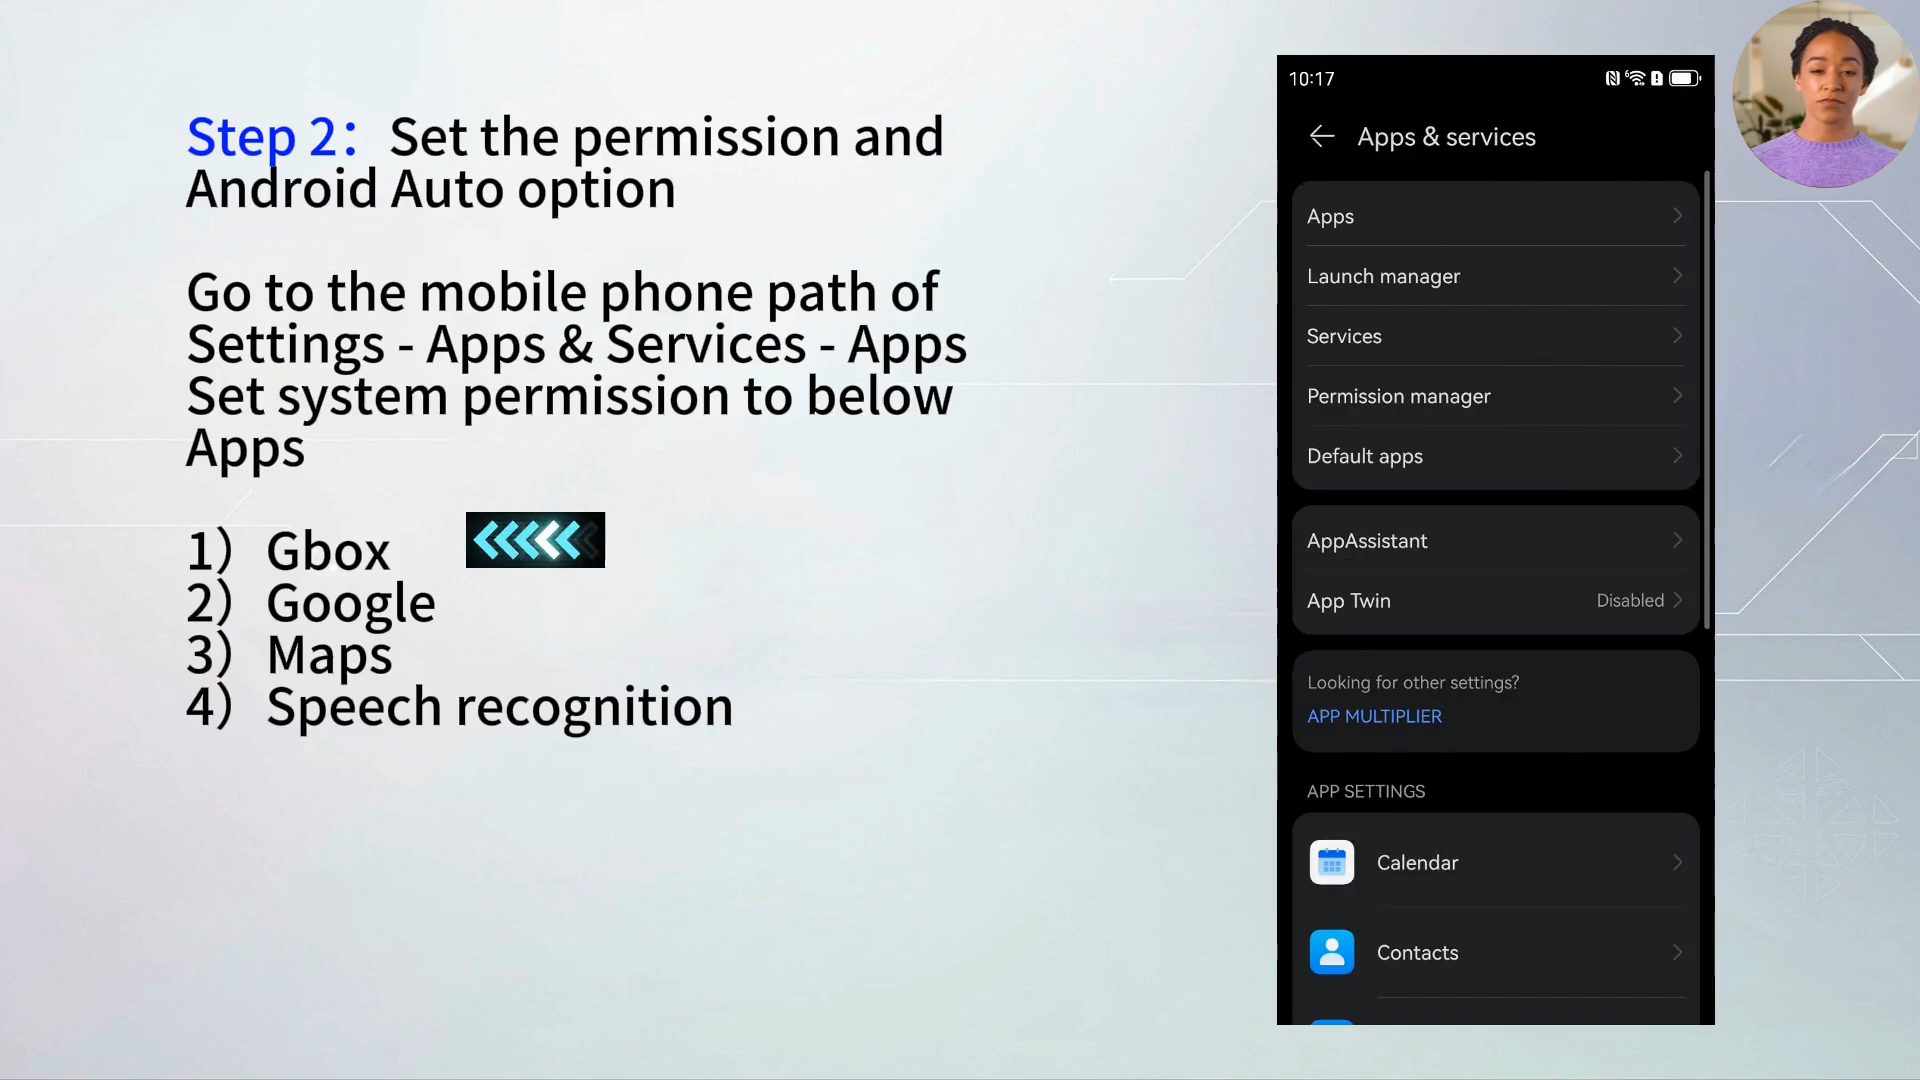 Step 2： Set the permission and
Android Auto option
Go to the mobile phone path of
Settings - Apps & Services - Apps
Set system permission to below
Apps
1） Gbox
2） Google
3） Maps
4） Speech recognition
10:17
Apps & services
Apps
Launch manager
Services
Permission manager
Default apps
AppAssistant
App Twin Disabled
Looking for other settings?
APP MULTIPLIER
APP SETTINGS
Calendar
Contacts